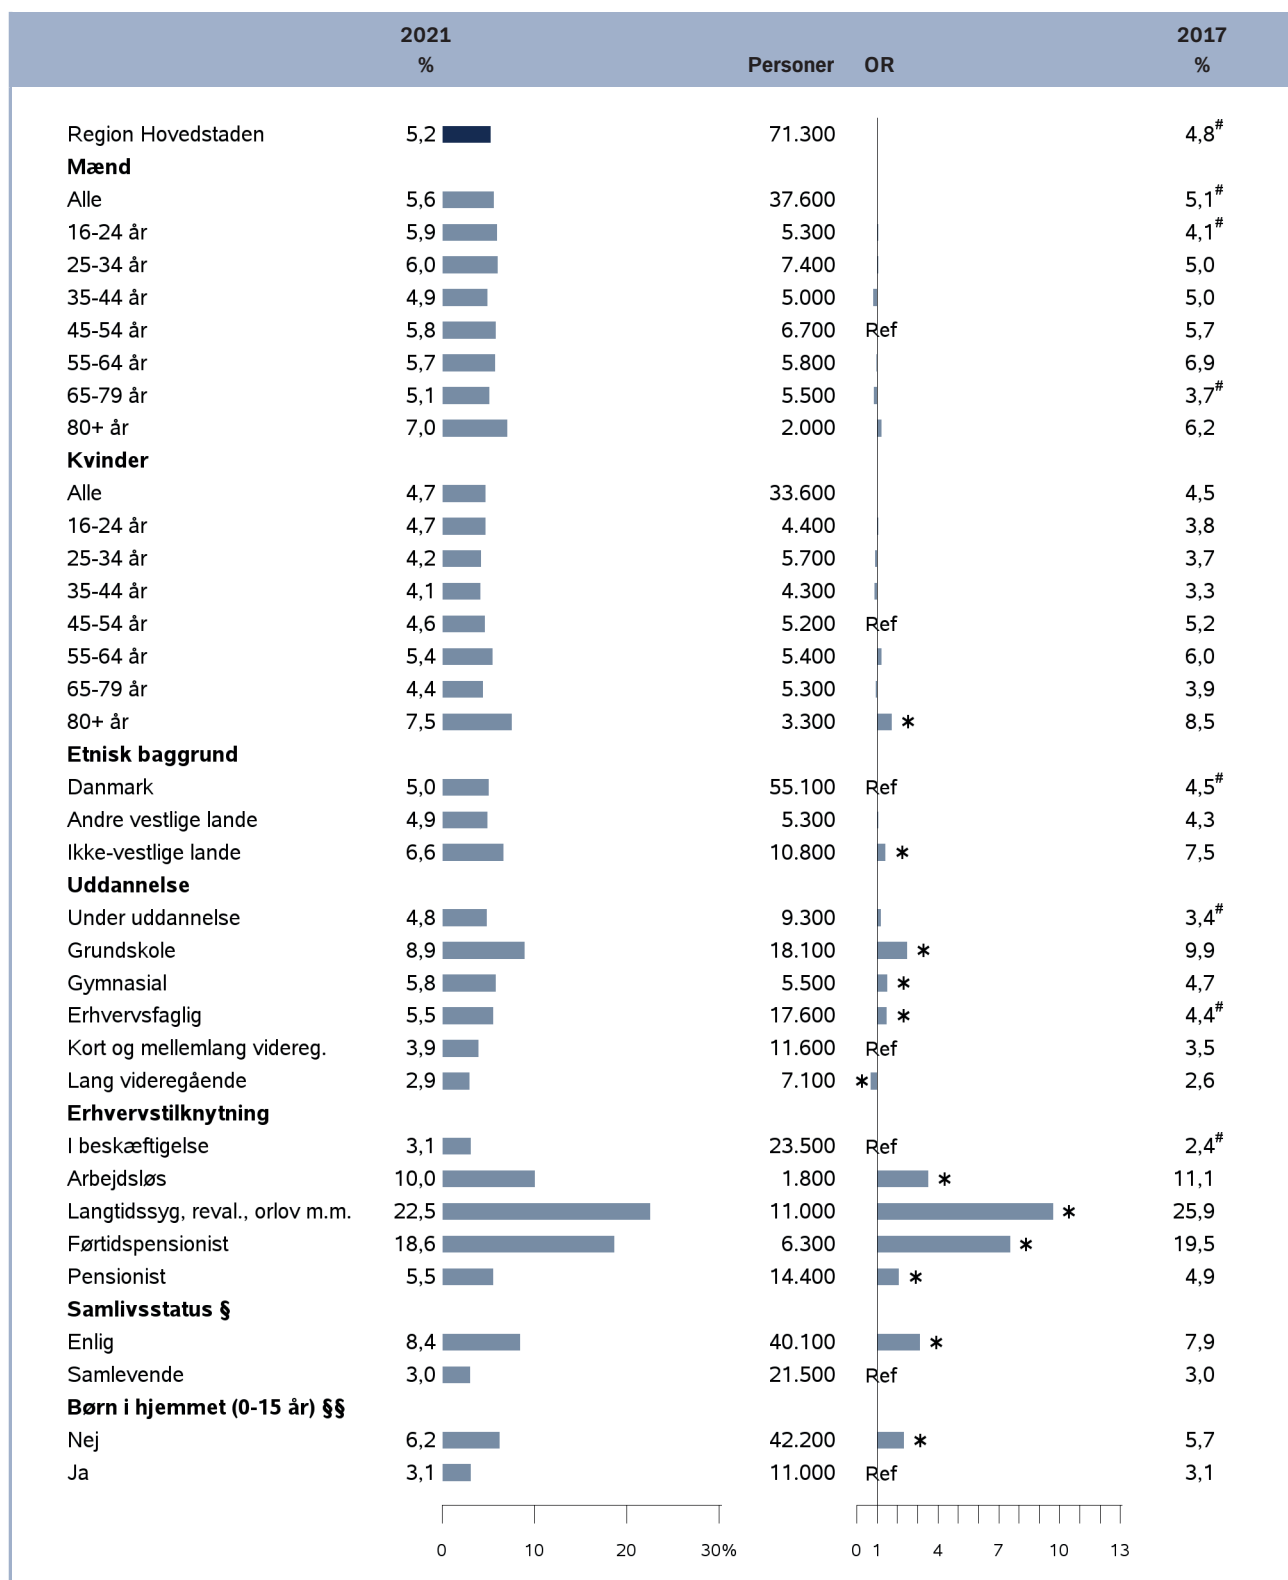 2021 2017
% Personer OR %
Region Hovedstaden 5,2 71.300 4,8#
Mænd
Alle 5,6 37.600 5,1#
16-24 år 5,9 5.300 4,1#
25-34 år 6,0 7.400 5,0
35-44 år 4,9 5.000 5,0
45-54 år 5,8 6.700 Ref 5,7
55-64 år 5,7 5.800 6,9
65-79 år 5,1 5.500 3,7#
80+ år 7,0 2.000 6,2
Kvinder
Alle 4,7 33.600 4,5
16-24 år 4,7 4.400 3,8
25-34 år 4,2 5.700 3,7
35-44 år 4,1 4.300 3,3
45-54 år 4,6 5.200 Ref 5,2
55-64 år 5,4 5.400 6,0
65-79 år 4,4 5.300 3,9
80+ år 7,5 3.300 * 8,5
Etnisk baggrund
Danmark 5,0 55.100 Ref 4,5#
Andre vestlige lande 4,9 5.300 4,3
Ikke-vestlige lande 6,6 10.800 * 7,5
Uddannelse
Under uddannelse 4,8 9.300 3,4#
Grundskole 8,9 18.100 * 9,9
Gymnasial 5,8 5.500 * 4,7
Erhvervsfaglig 5,5 17.600 * 4,4#
Kort og mellemlang videreg. 3,9 11.600 Ref 3,5
Lang videregående 2,9 7.100 * 2,6
Erhvervstilknytning
I beskæftigelse 3,1 23.500 Ref 2,4#
Arbejdsløs 10,0 1.800 * 11,1
Langtidssyg, reval., orlov m.m. 22,5 11.000 * 25,9
Førtidspensionist 18,6 6.300 * 19,5
Pensionist 5,5 14.400 * 4,9
Samlivsstatus §
Enlig 8,4 40.100 * 7,9
Samlevende 3,0 21.500 Ref 3,0
Børn i hjemmet (0-15 år) §§
Nej 6,2 42.200 * 5,7
Ja 3,1 11.000 Ref 3,1
0 10 20 30% 0 1 4 7 10 13